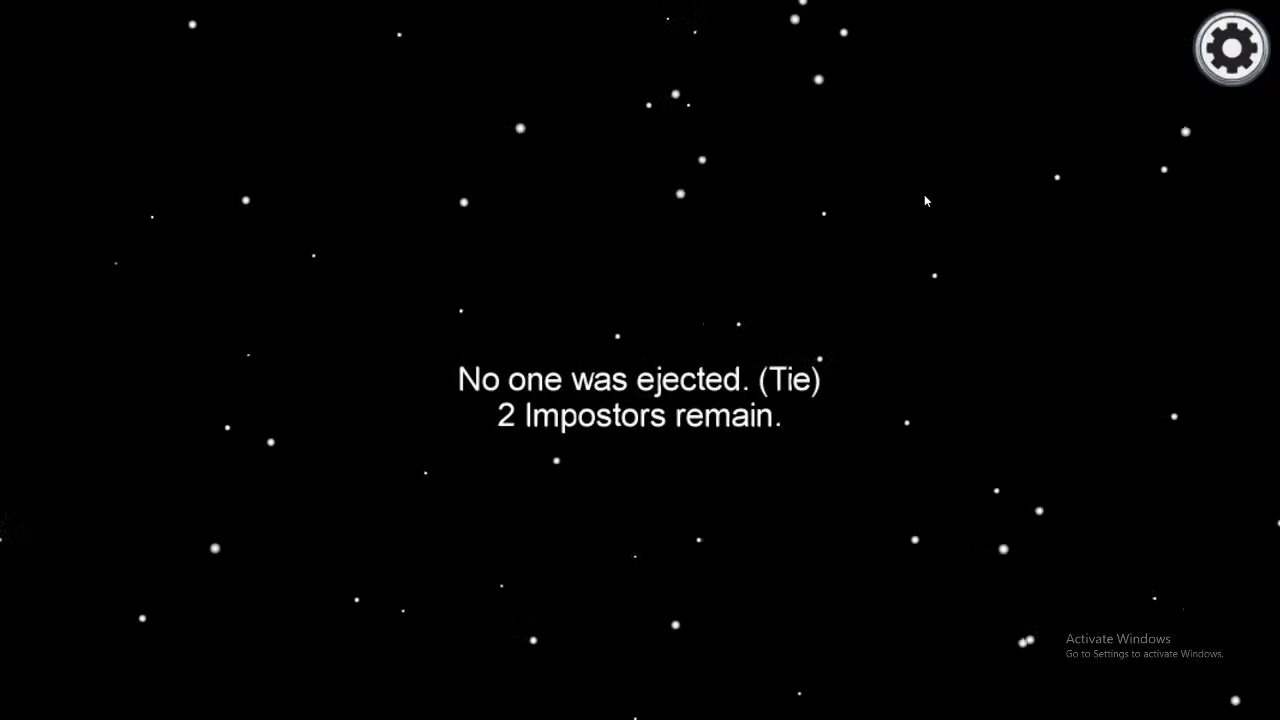 No one was ejected. (Tie)
2 Impostors remain.
Activate Windows
Go to Settings to activate Windows.